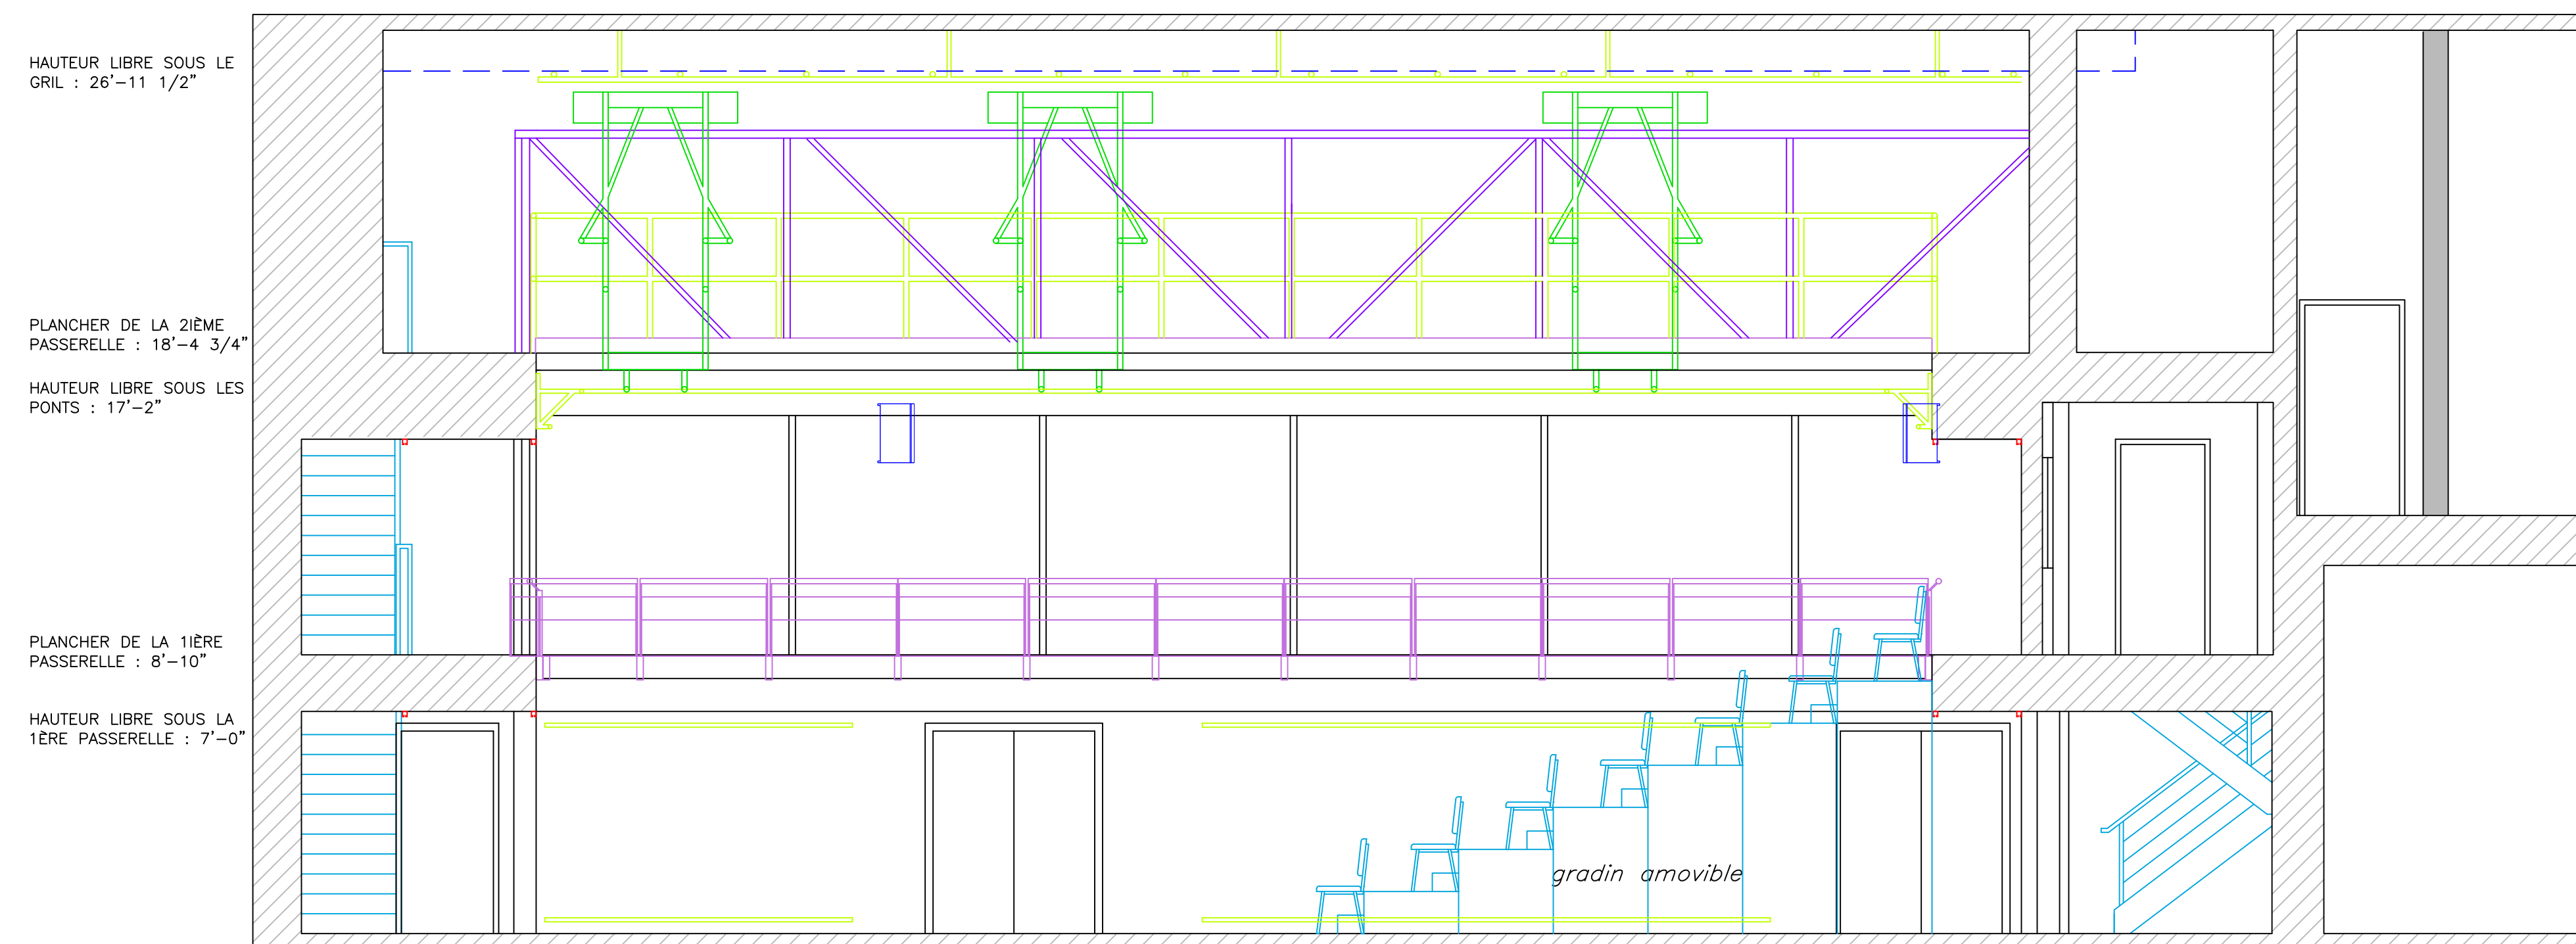 HAUTEUR LIBRE SOUS LE
GRIL : 26'-11 1/2"
PLANCHER DE LA 2IÈME
PASSERELLE : 18'-4 3/4"
HAUTEUR LIBRE SOUS LES
PONTS : 17'-2"
PLANCHER DE LA 1IÈRE
PASSERELLE : 8'-10"
HAUTEUR LIBRE SOUS LA
1ÈRE PASSERELLE : 7'-0"
gradin amovible